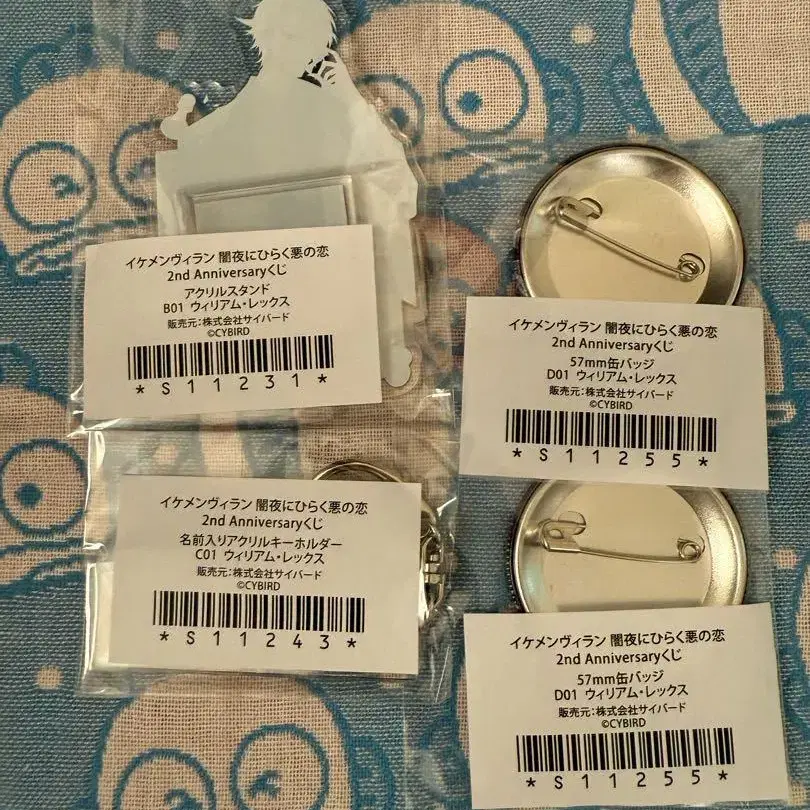 イケメンヴィラン 闇夜にひらく悪の恋
2nd Anniversaryくじ
アクリルスタンド
B01 ウィリアム・レックス
販売元：株式会社サイバード
©CYBIRD
*S11231*
イケメンヴィラン 闇夜にひらく悪の恋
2nd Anniversaryくじ
57mm缶バッジ
D01 ウィリアム・レックス
販売元：株式会社サイバード
©CYBIRD
*S11255*
イケメンヴィラン 闇夜にひらく悪の恋
2nd Anniversaryくじ
名前入りアクリルキーホルダー
C01 ウィリアム・レックス
販売元：株式会社サイバード
©CYBIRD
*S11243*
イケメンヴィラン 闇夜にひらく悪の恋
2nd Anniversaryくじ
57mm缶バッジ
D01 ウィリアム・レックス
販売元：株式会社サイバード
©CYBIRD
*S11255*